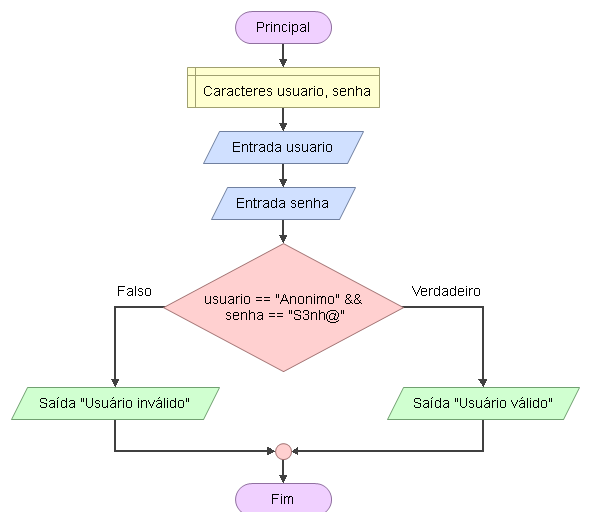 Principal
Caracteres usuario, senha
Entrada usuario
Entrada senha
Falso
usuario == "Anonimo" &&
senha == "S3nh@"
Verdadeiro
Saída "Usuário inválido"
Saída "Usuário válido"
Fim